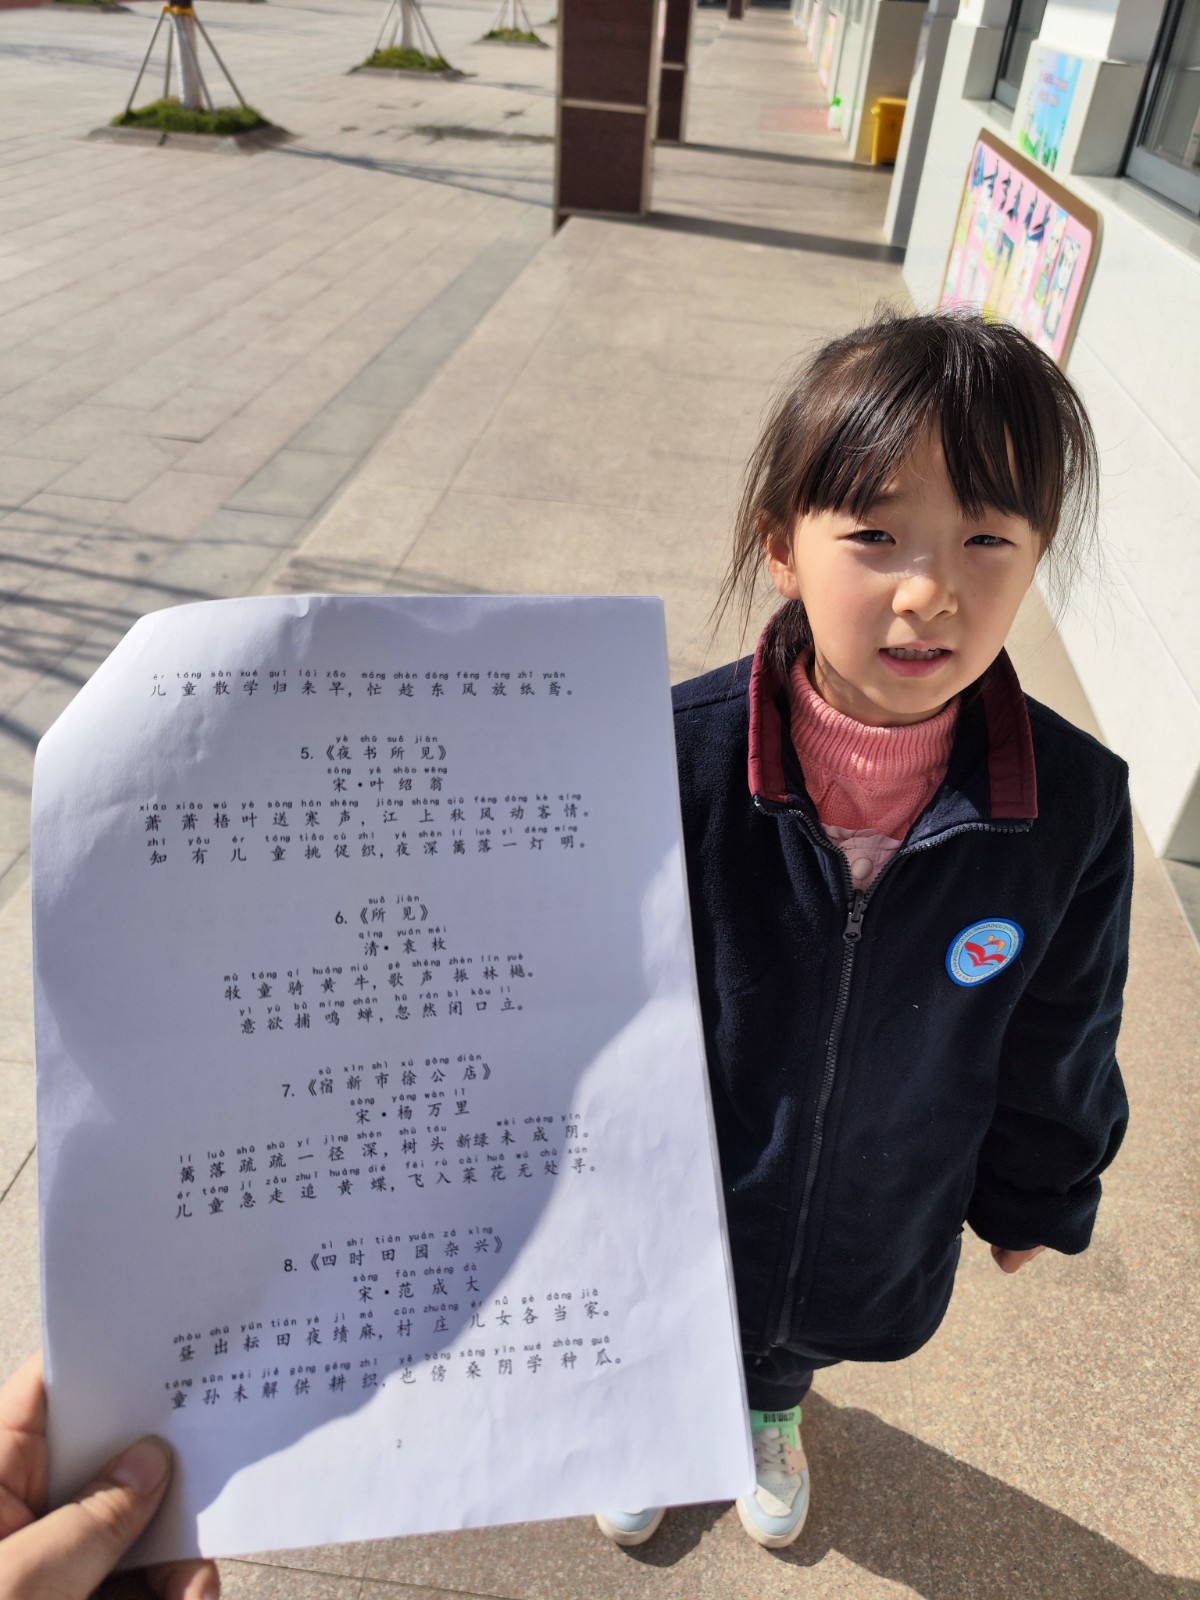 ér tóng sàn xué guī lái zǎo máng chèn dōng fēng fàng zhǐ yuān
儿童散学归来早，忙趁东风放纸鸢。
yè shū suǒ jiàn
5.《夜书所见》
sòng yè shào wēng
宋·叶绍翁
xiāo xiāo wú yè sòng hán shēng jiāng shàng qiū fēng dòng kè qíng
萧萧梧叶送寒声，江上秋风动客情。
zhī yǒu ér tóng tiǎo cù zhī yè shēn lí luò yì dēng míng
知有儿童挑促织，夜深篱落一灯明。
suǒ jiàn
6.《所见》
qīng yuán méi
清·袁枚
mù tóng qí huáng niú gē shēng zhèn lín yuè
牧童骑黄牛，歌声振林樾。
yì yù bǔ míng chán hū rán bì kǒu lì
意欲捕鸣蝉，忽然闭口立。
sù xīn shì xú gōng diàn
7.《宿新市徐公店》
sòng yáng wàn lǐ
宋·杨万里
lí luò shū shū yí jìng shēn shù tóu wèi chéng yīn
篱落疏疏一径深，树头新绿未成阴。
ér tóng jí zǒu zhuī huáng dié fēi rù cài huā wú chù xún
儿童急走追黄蝶，飞入菜花无处寻。
sì shí tián yuán zá xìng
8.《四时田园杂兴》
sòng fàn chéng dà
宋·范成大
zhòu chū yún tián yè jì má cūn zhuāng ér nǚ gè dāng jiā
昼出耘田夜绩麻，村庄儿女各当家。
tóng sūn wèi jiě gòng gēng zhī yě bàng sāng yīn xué zhòng guā
童孙未解供耕织，也傍桑阴学种瓜。
2